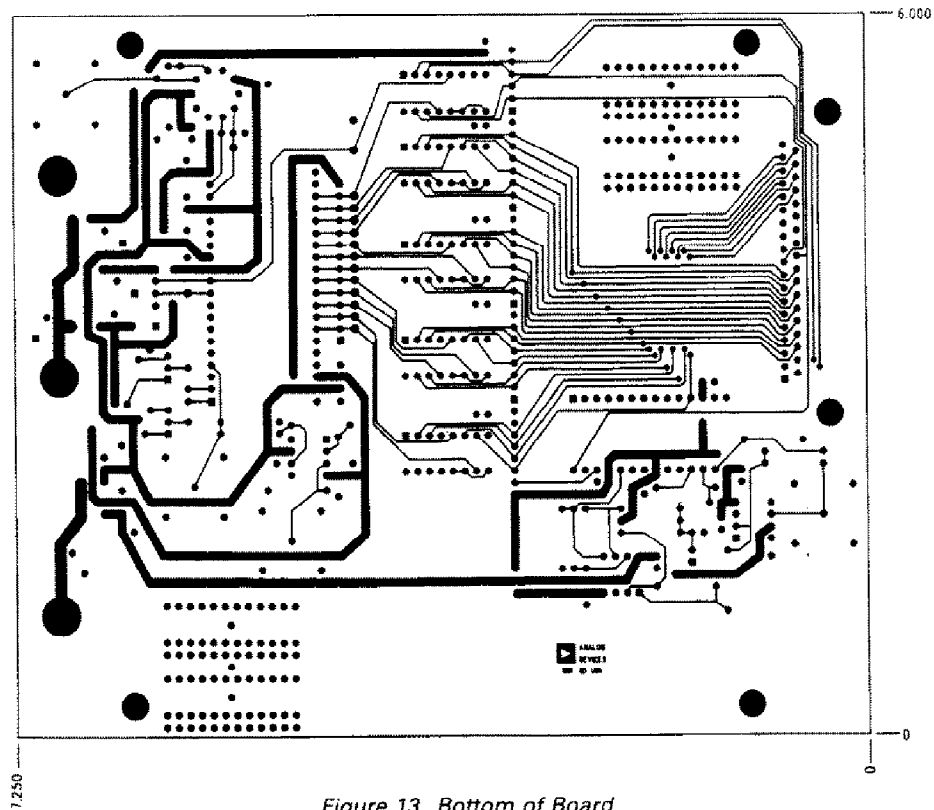 6.000
ANALOG
DEVICES
0
0
7.250
Figure 13. Bottom of Board